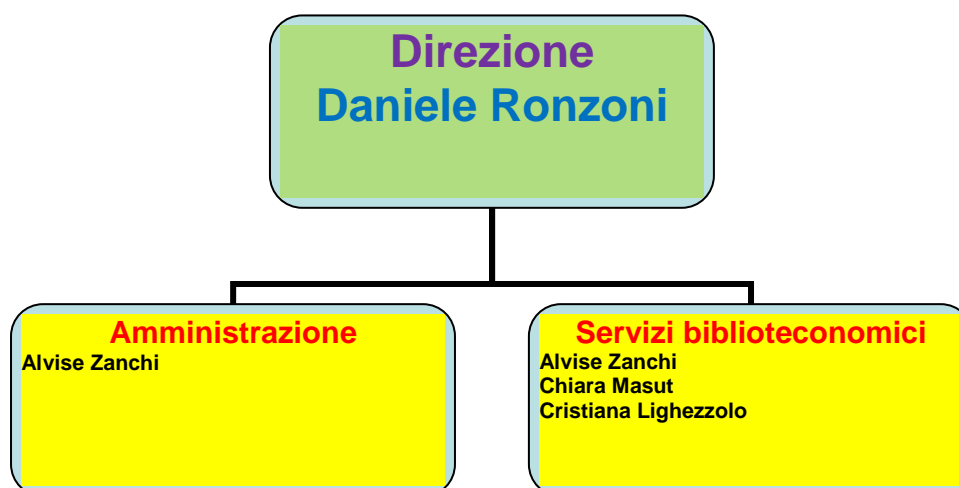 Direzione
Daniele Ronzoni
Amministrazione
Alvise Zanchi
Servizi biblioteconomici
Alvise Zanchi
Chiara Masut
Cristiana Lighezzolo